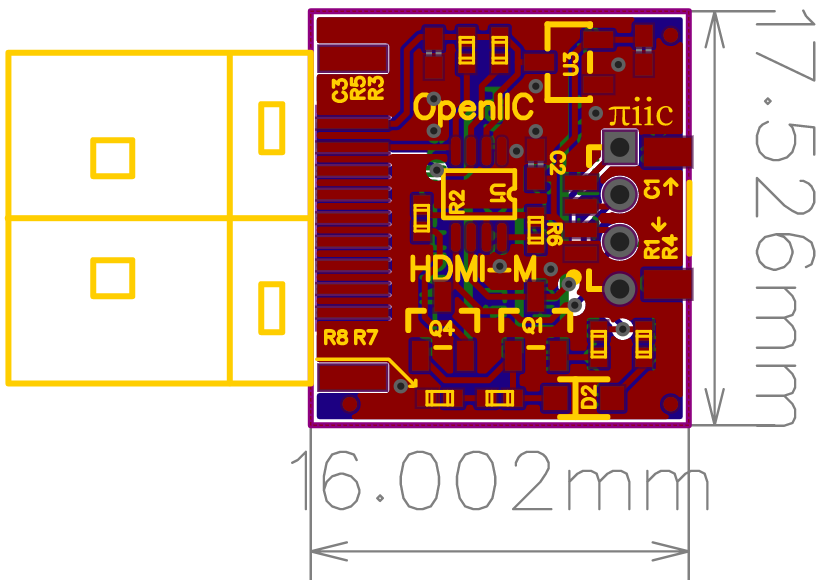 C3
R5
R3
OpenIIC
U3
πiic
17.526mm
C2
C1
R2
U1
R6
R1
R4
HDMI-M
R8 R7
Q4
Q1
D2
16.002mm